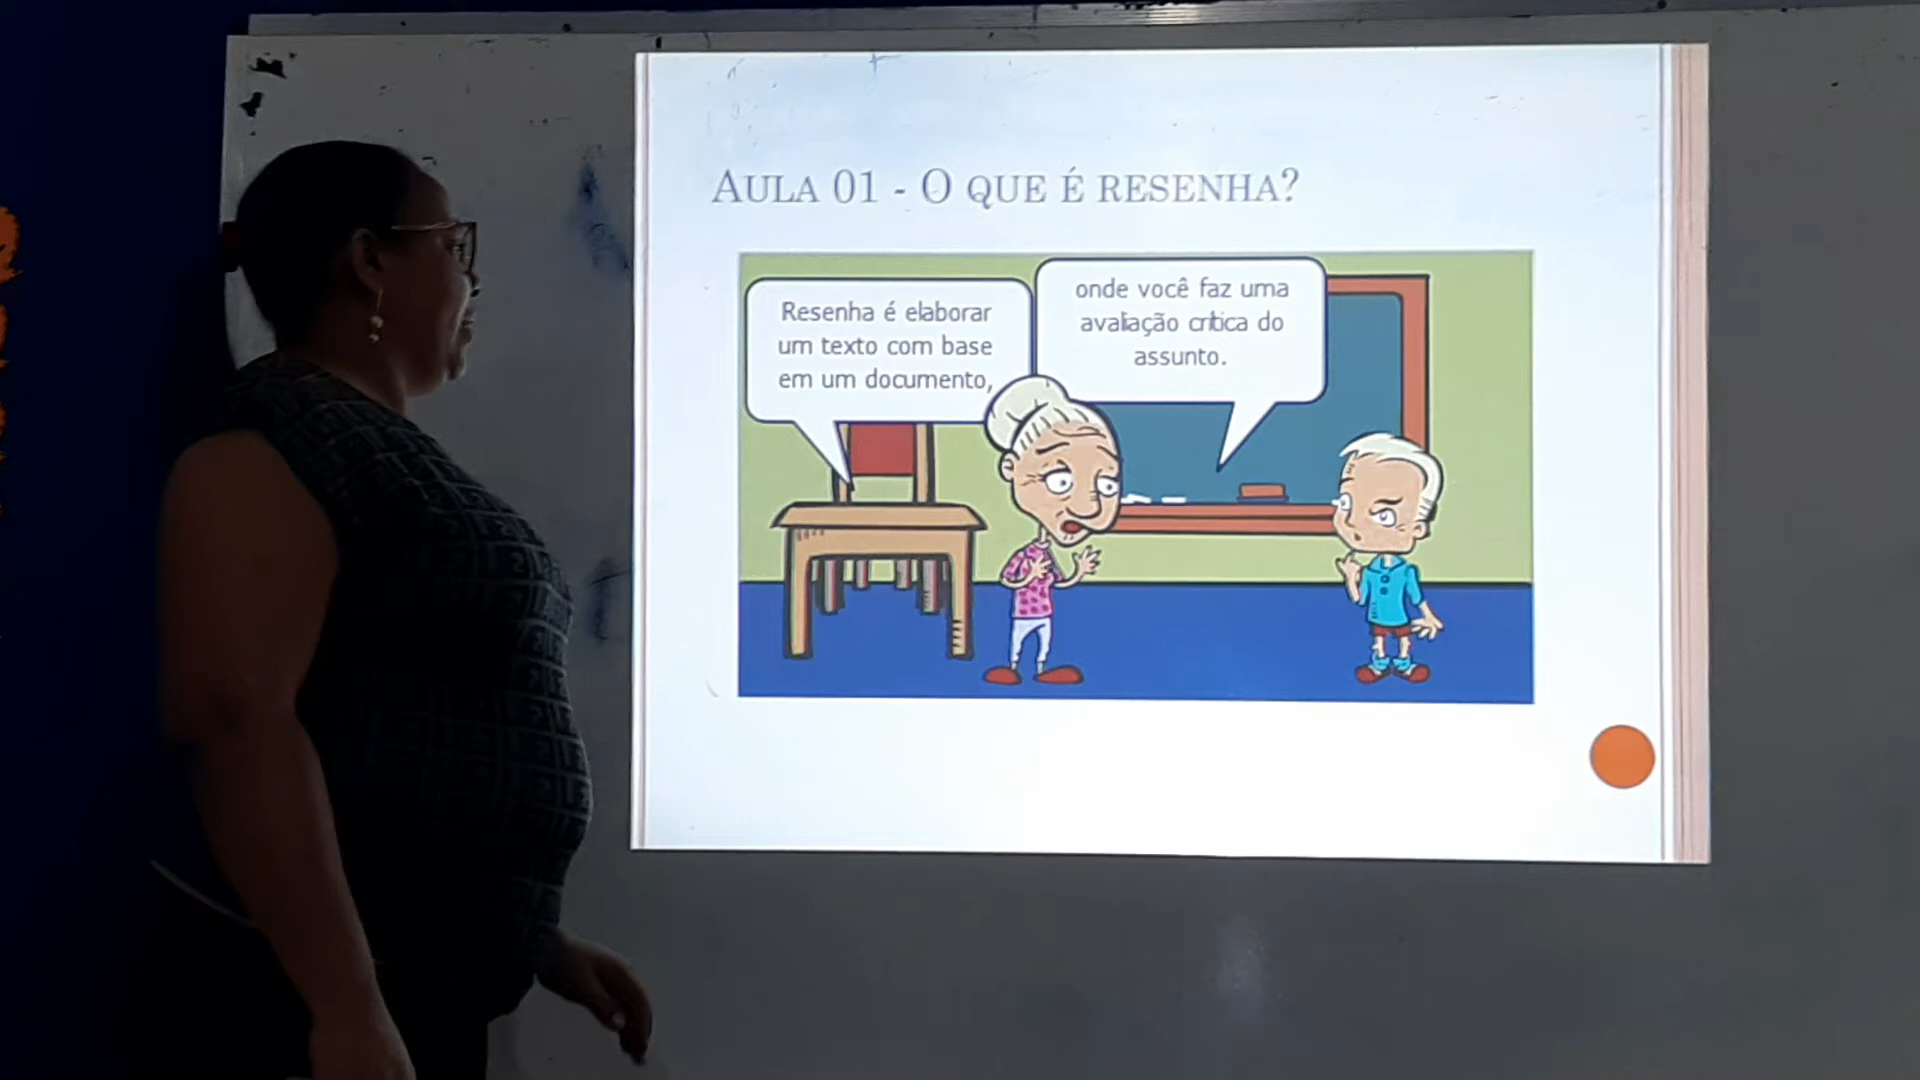 AULA 01 - O QUE É RESENHA?
Resenha é elaborar
um texto com base
em um documento,
onde você faz uma
avaliação crítica do
assunto.